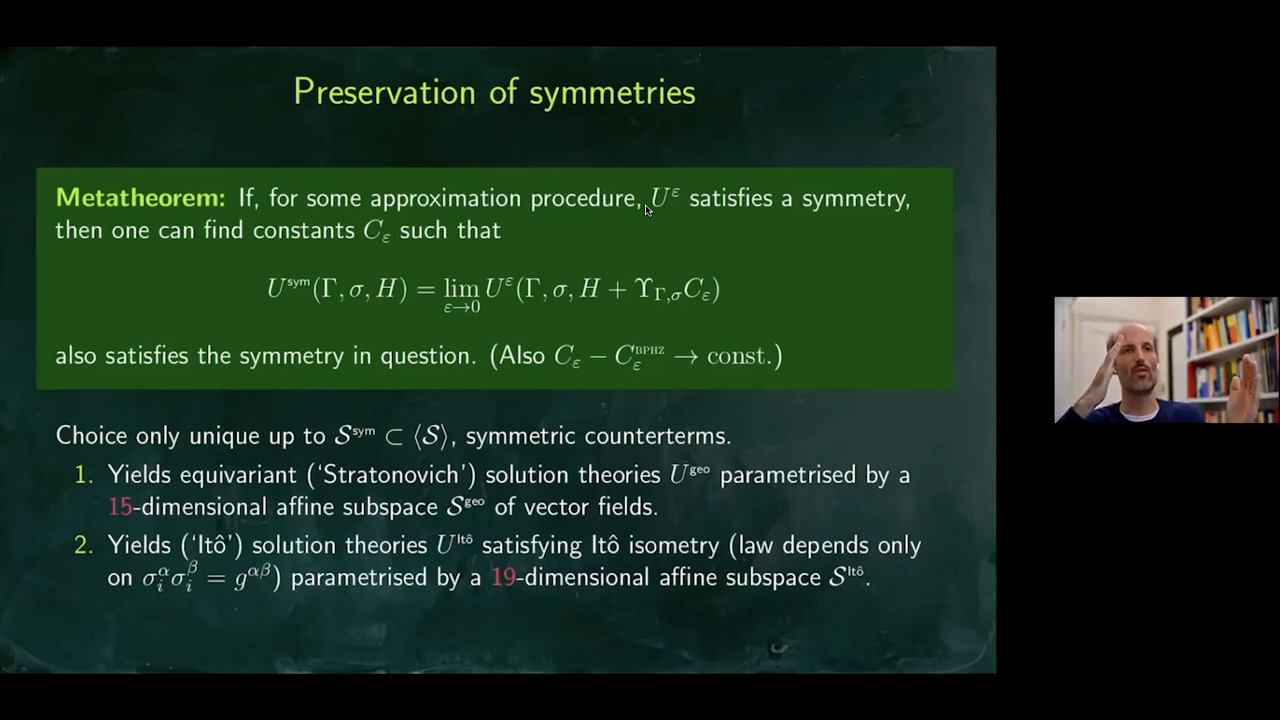 Preservation of symmetries
Metatheorem: If, for some approximation procedure, U^ε satisfies a symmetry,
then one can find constants C_ε such that
U^sym(Γ, σ, H) = lim_{ε→0} U^ε(Γ, σ, H + Υ_{Γ,σ}C_ε)
also satisfies the symmetry in question. (Also C_ε − C_ε^BPHZ → const.)
Choice only unique up to 𝒮^sym ⊂ ⟨𝒮⟩, symmetric counterterms.
1. Yields equivariant (‘Stratonovich’) solution theories U^geo parametrised by a
15-dimensional affine subspace 𝒮^geo of vector fields.
2. Yields (‘Itô’) solution theories U^Itô satisfying Itô isometry (law depends only
on σ_i^α σ_i^β = g^{αβ}) parametrised by a 19-dimensional affine subspace 𝒮^Itô.